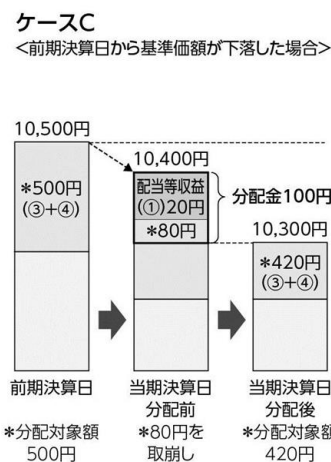 ケースC
<前期決算日から基準価額が下落した場合>
10,500円
*500円
(③+④)
10,400円
配当等収益
(①)20円
*80円
分配金100円
10,300円
*420円
(③+④)
前期決算日
当期決算日
分配前
当期決算日
分配後
*分配対象額
500円
*80円を
取崩し
*分配対象額
420円